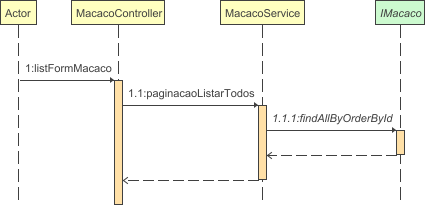 Actor
MacacoController
MacacoService
IMacaco
1:listFormMacaco
1.1:paginacaoListarTodos
1.1.1:findAllByOrderById